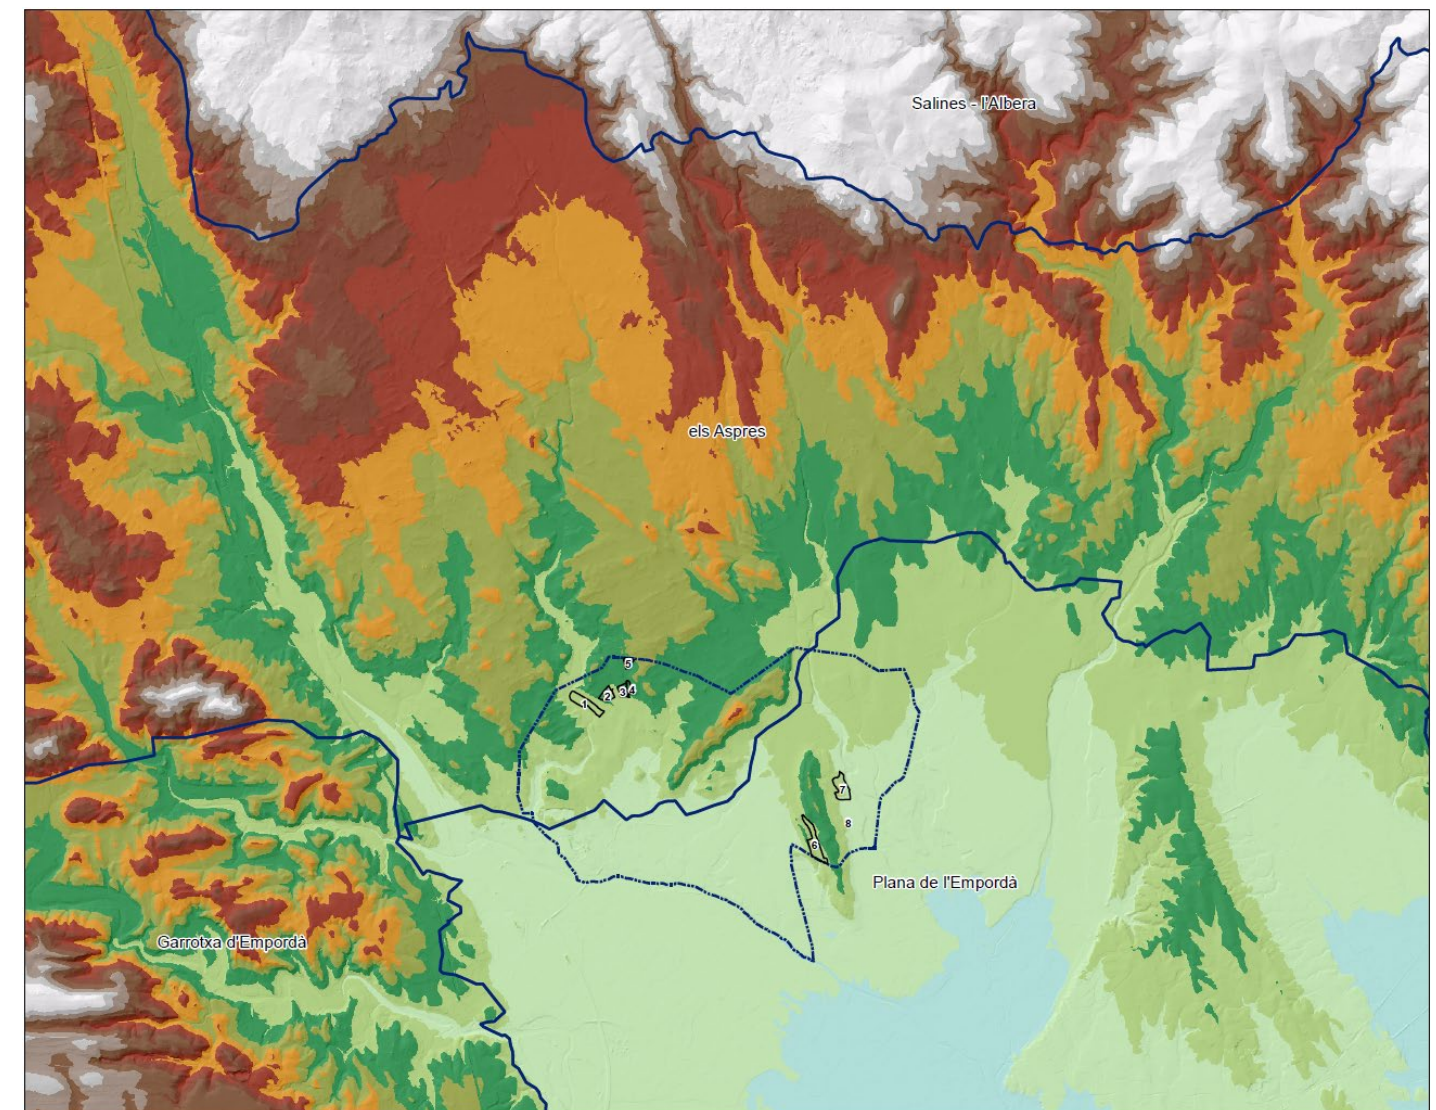 Salines - l'Albera
els Aspres
5
2 3 4
1
7
8
6
Plana de l'Empordà
Garrotxa d'Empordà